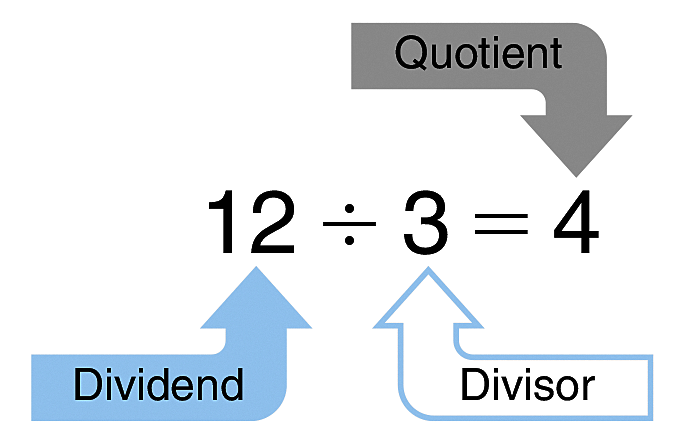 Quotient
12 ÷ 3 = 4
Dividend
Divisor